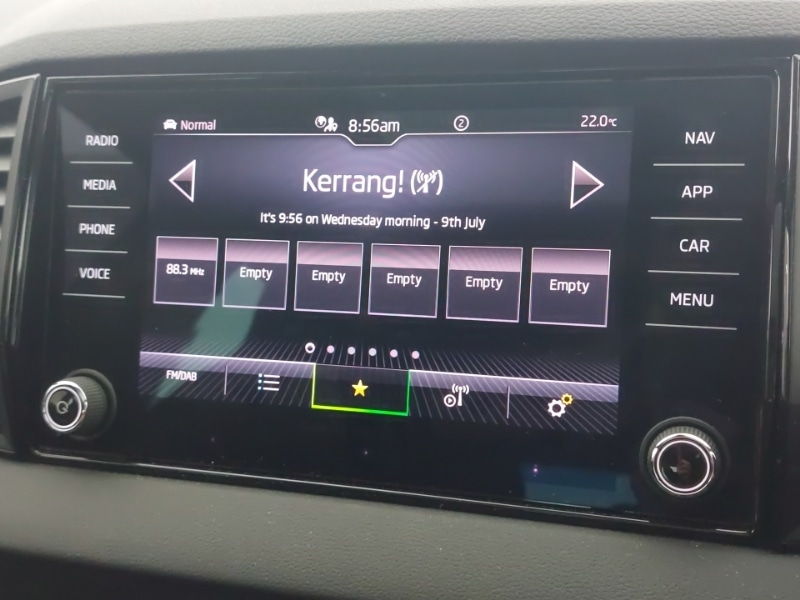 Normal 8:56am 2 22.0°C
RADIO
MEDIA
PHONE
VOICE
Kerrang!
It's 9:56 on Wednesday morning - 9th July
88.3 MHz Empty Empty Empty Empty Empty
FM/DAB
NAV
APP
CAR
MENU